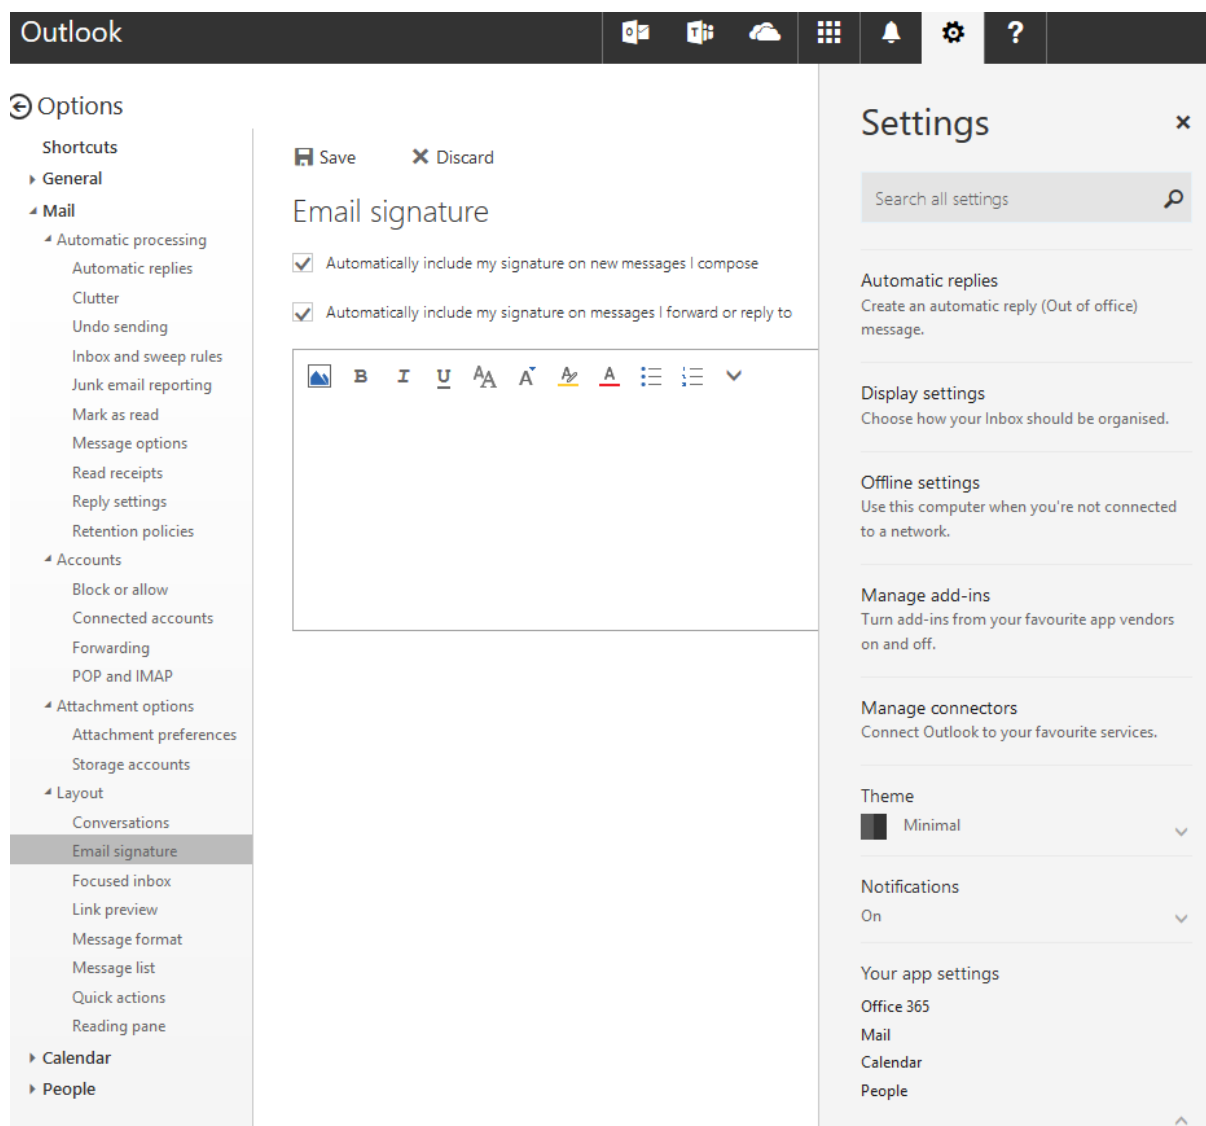 Outlook
Options
Shortcuts
General
Mail
Automatic processing
Automatic replies
Clutter
Undo sending
Inbox and sweep rules
Junk email reporting
Mark as read
Message options
Read receipts
Reply settings
Retention policies
Accounts
Block or allow
Connected accounts
Forwarding
POP and IMAP
Attachment options
Attachment preferences
Storage accounts
Layout
Conversations
Email signature
Focused inbox
Link preview
Message format
Message list
Quick actions
Reading pane
Calendar
People
Save Discard
Email signature
Automatically include my signature on new messages I compose
Automatically include my signature on messages I forward or reply to
Settings
Search all settings
Automatic replies
Create an automatic reply (Out of office)
message.
Display settings
Choose how your Inbox should be organised.
Offline settings
Use this computer when you're not connected
to a network.
Manage add-ins
Turn add-ins from your favourite app vendors
on and off.
Manage connectors
Connect Outlook to your favourite services.
Theme
Minimal
Notifications
On
Your app settings
Office 365
Mail
Calendar
People